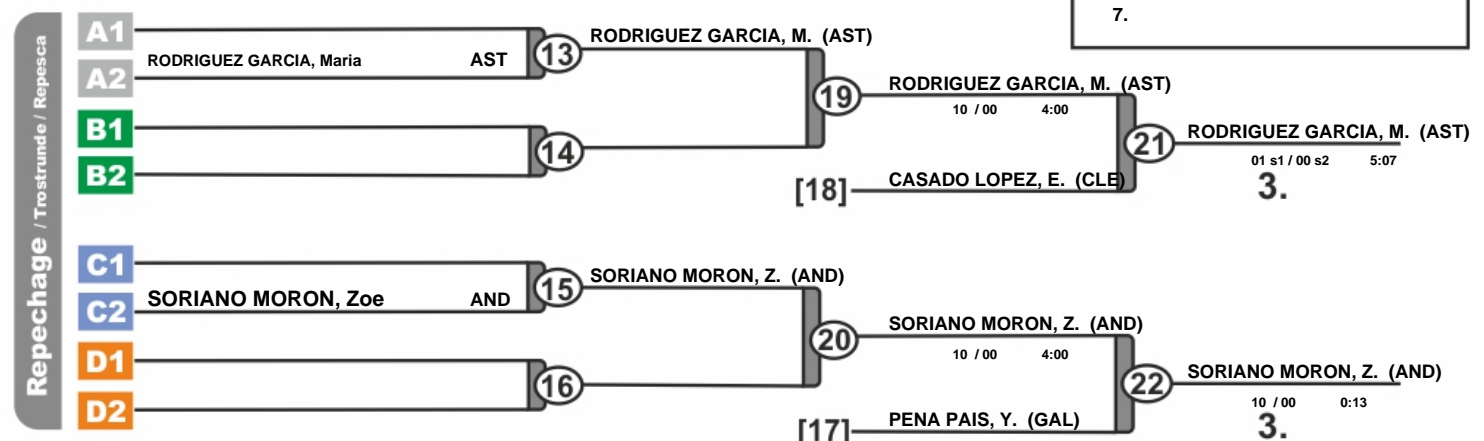 7.
Repechage / Trostrunde / Repesca
A1
RODRIGUEZ GARCIA, Maria AST
A2
13
RODRIGUEZ GARCIA, M. (AST)
B1
14
B2
19
RODRIGUEZ GARCIA, M. (AST)
10 / 00 4:00
[18]
CASADO LOPEZ, E. (CLE)
21
RODRIGUEZ GARCIA, M. (AST)
01 s1 / 00 s2 5:07
3.
C1
SORIANO MORON, Zoe AND
C2
15
SORIANO MORON, Z. (AND)
D1
16
D2
20
SORIANO MORON, Z. (AND)
10 / 00 4:00
[17]
PENA PAIS, Y. (GAL)
22
SORIANO MORON, Z. (AND)
10 / 00 0:13
3.